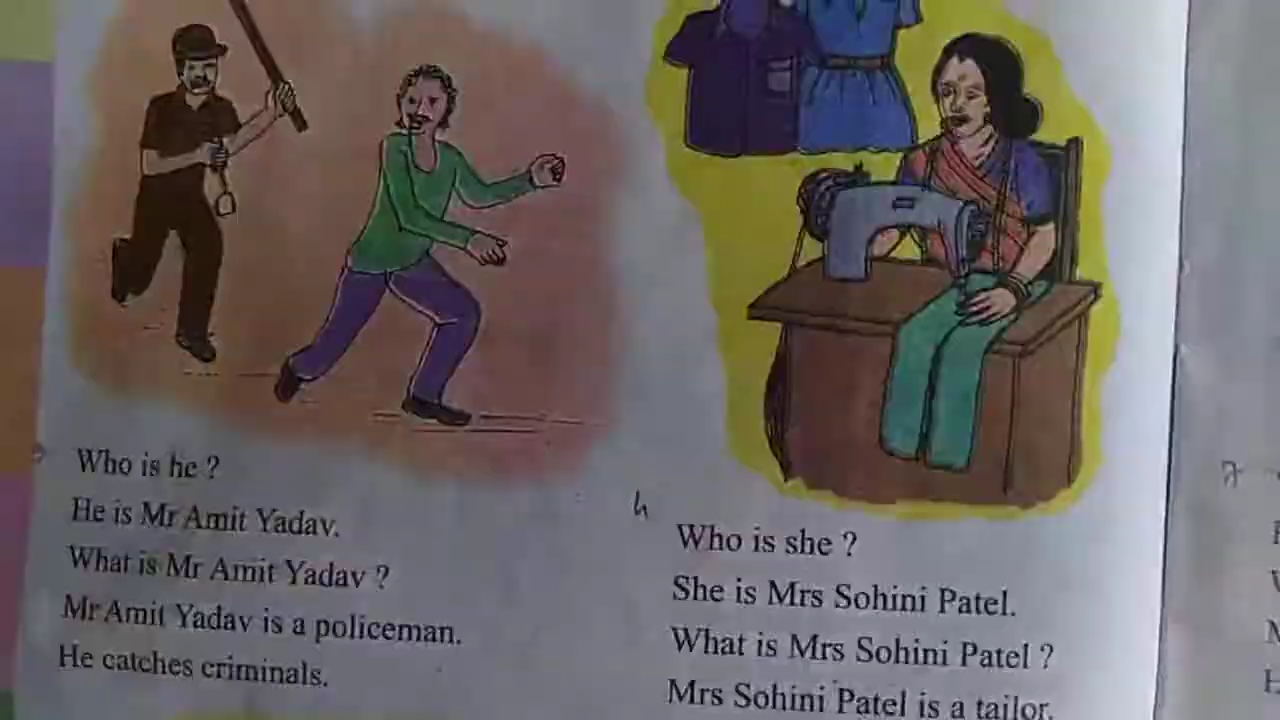 Who is he ?
He is Mr Amit Yadav.
What is Mr Amit Yadav ?
Mr Amit Yadav is a policeman.
He catches criminals.
4
Who is she ?
She is Mrs Sohini Patel.
What is Mrs Sohini Patel ?
Mrs Sohini Patel is a tailor.